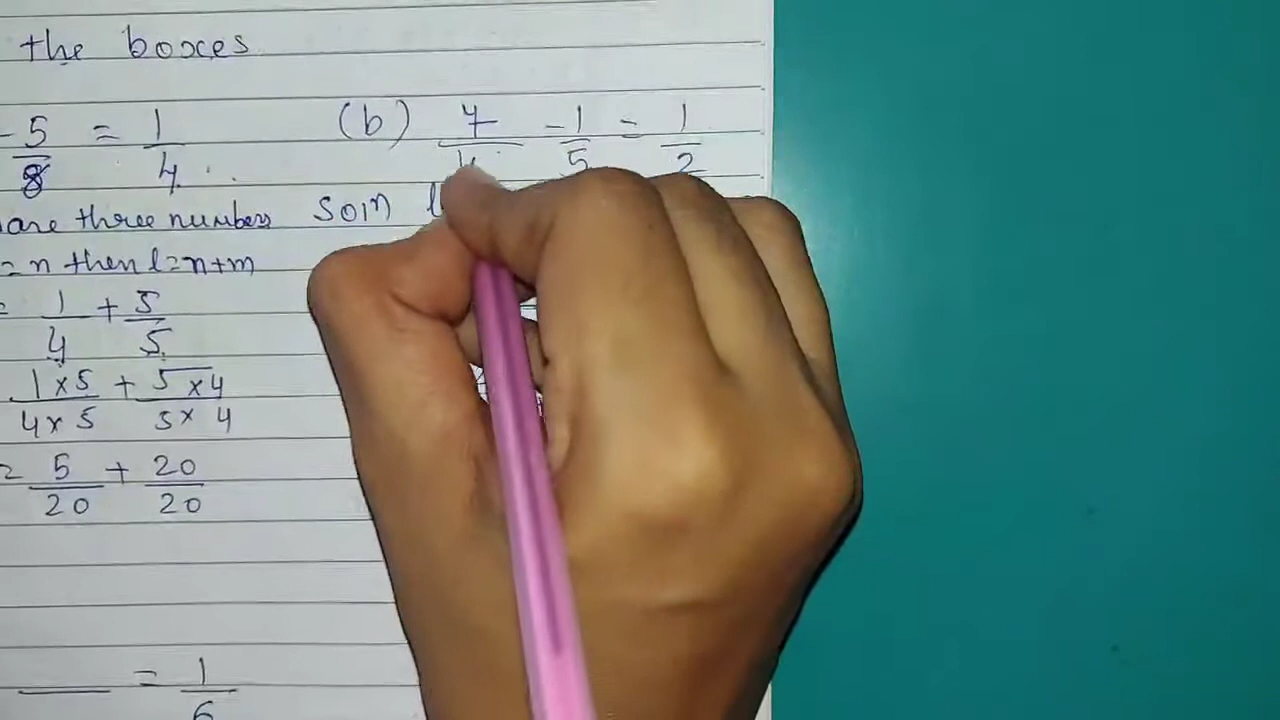 the boxes
- 5/8 = 1/4 (b) 7/ - 1/5 = 1/2
are three numbers soln l
= n then l = n+m
= 1/4 + 5/5
1×5/4×5 + 5×4/5×4
= 5/20 + 20/20
= 1/6